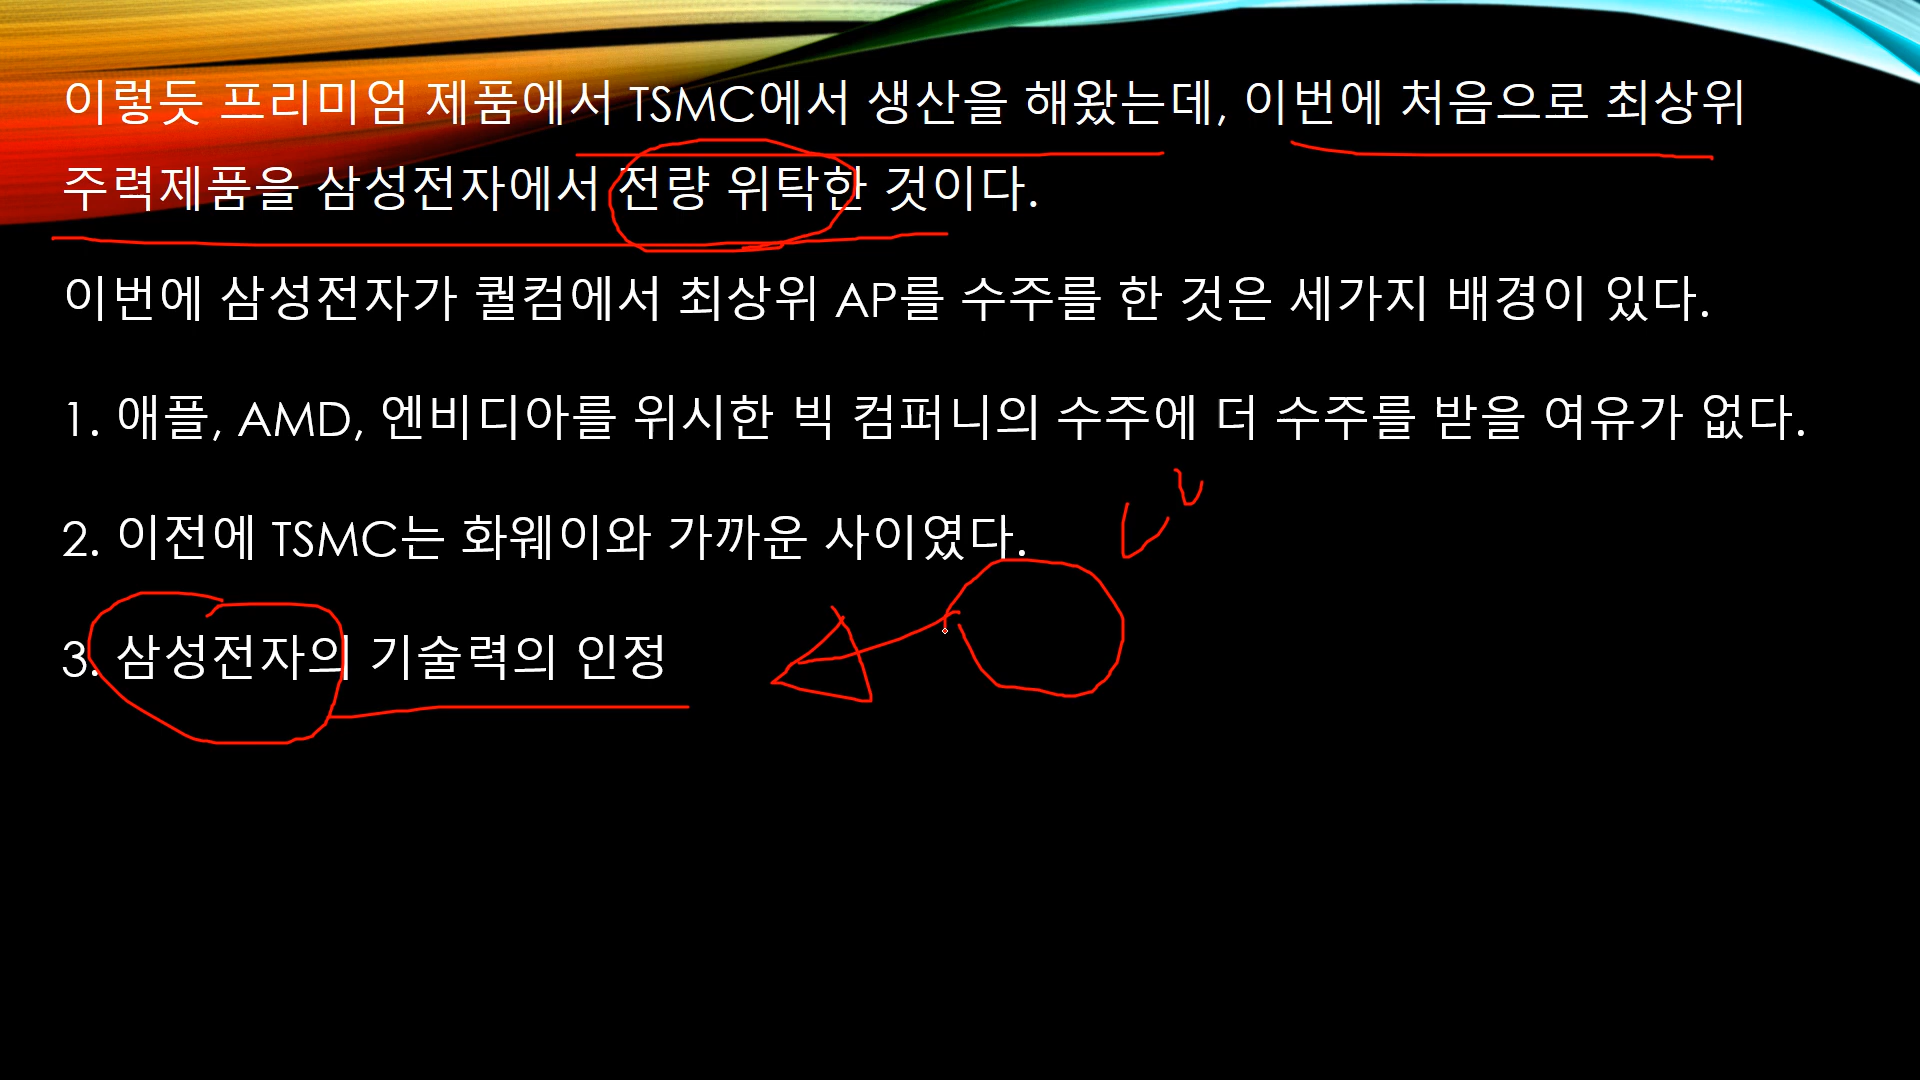 이렇듯 프리미엄 제품에서 TSMC에서 생산을 해왔는데, 이번에 처음으로 최상위
주력제품을 삼성전자에서 전량 위탁한 것이다.
이번에 삼성전자가 퀄컴에서 최상위 AP를 수주를 한 것은 세가지 배경이 있다.
1. 애플, AMD, 엔비디아를 위시한 빅 컴퍼니의 수주에 더 수주를 받을 여유가 없다.
2. 이전에 TSMC는 화웨이와 가까운 사이였다.
3. 삼성전자의 기술력의 인정